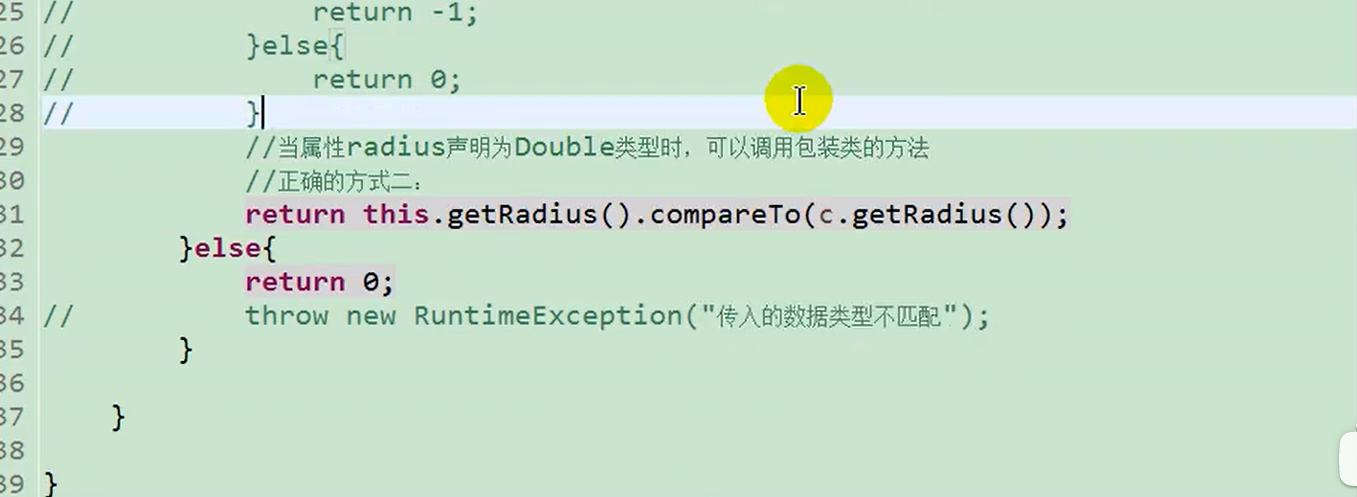 25 //              return -1;
26 //          }else{
27 //              return 0;
28 //          }
29             //当属性radius声明为Double类型时，可以调用包装类的方法
30             //正确的方式二：
31             return this.getRadius().compareTo(c.getRadius());
32         }else{
33             return 0;
34 //          throw new RuntimeException("传入的数据类型不匹配");
35         }
36
37     }
38
39 }